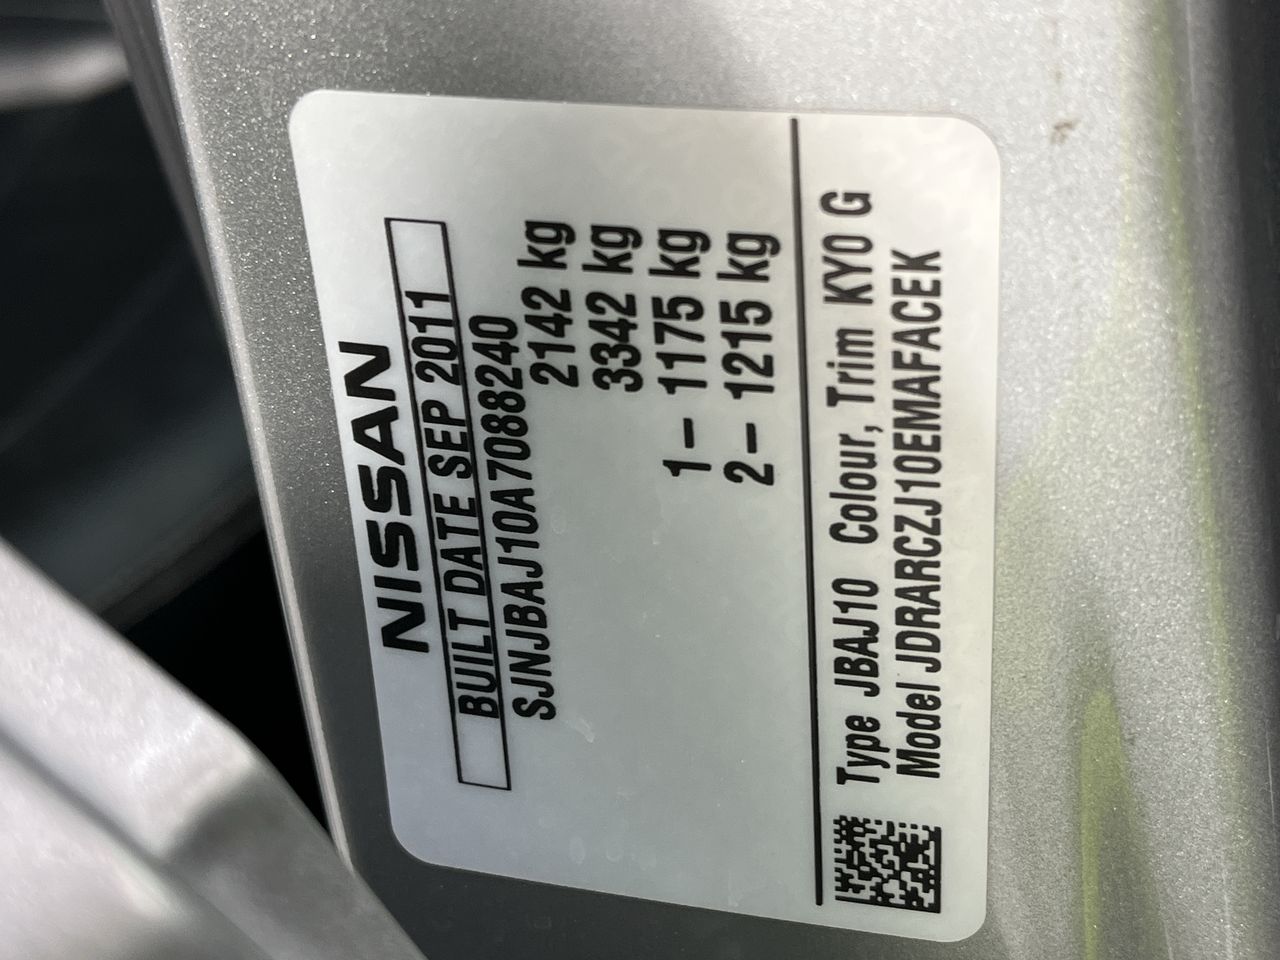 NISSAN
BUILT DATE SEP 2011
SJNJBAJ10A7088240
2142 kg
3342 kg
1– 1175 kg
2– 1215 kg
Type JBAJ10 Colour, Trim KY0 G
Model JDRARCZJ10EMAFACEK